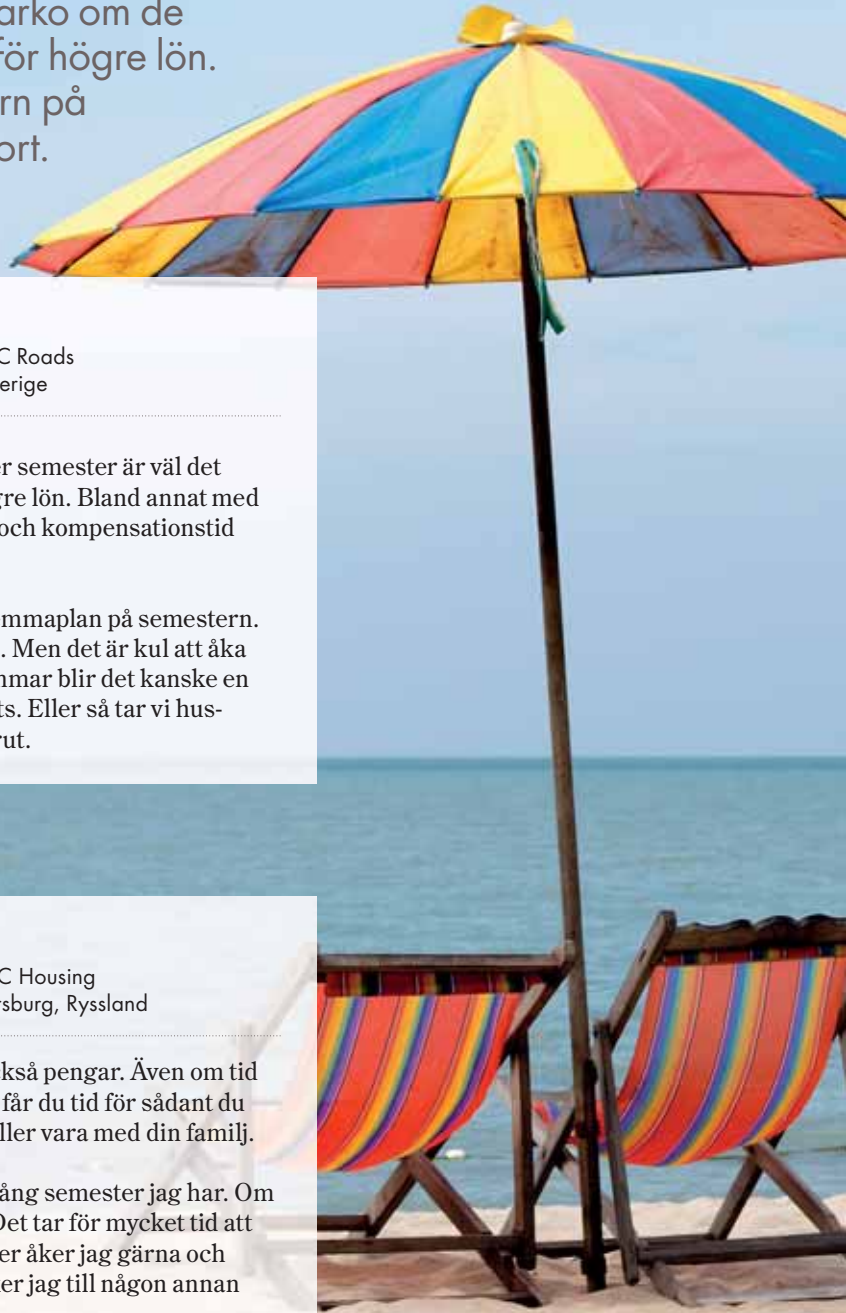 arko om de
för högre lön.
rn på
ort.
C Roads
erige
er semester är väl det
gre lön. Bland annat med
och kompensationstid
mmaplan på semestern.
. Men det är kul att åka
nmar blir det kanske en
ts. Eller så tar vi hus-
rut.
C Housing
rsburg, Ryssland
ckså pengar. Även om tid
får du tid för sådant du
ller vara med din familj.
ång semester jag har. Om
Det tar för mycket tid att
er åker jag gärna och
ker jag till någon annan